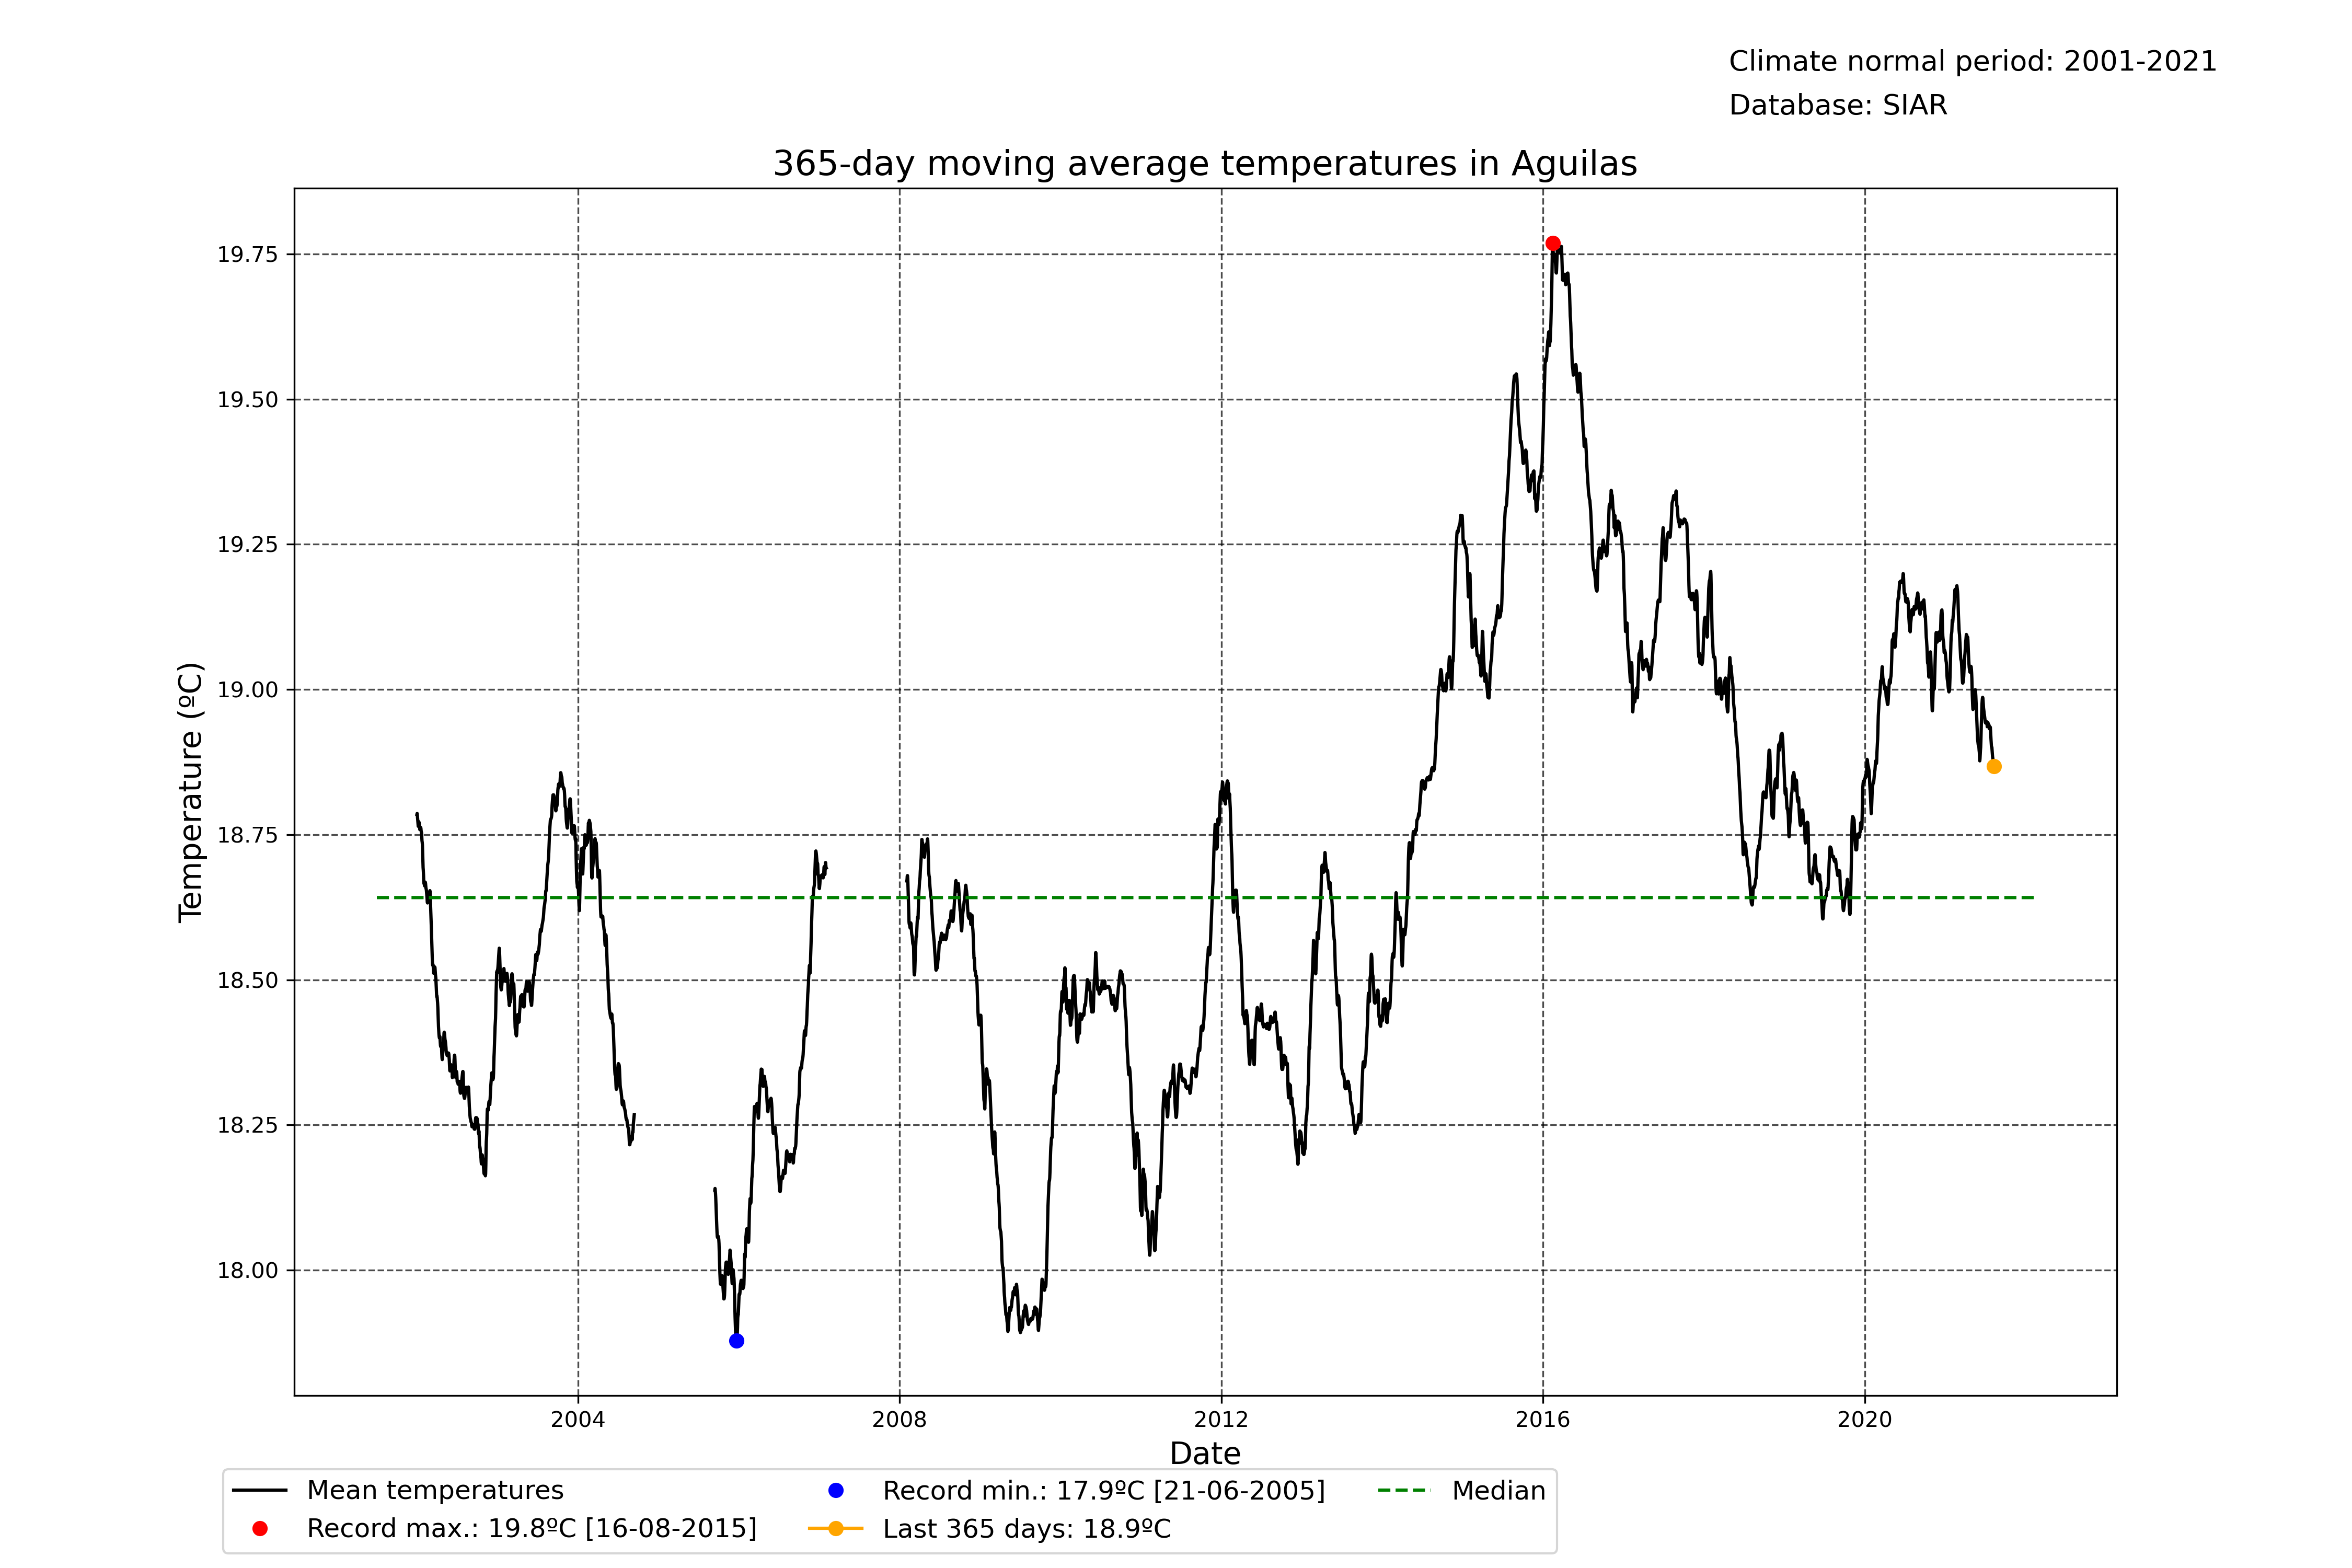 Climate normal period: 2001-2021
Database: SIAR
365-day moving average temperatures in Aguilas
19.75
19.50
19.25
19.00
18.75
18.50
18.25
18.00
Temperature (ºC)
2004 2008 2012 2016 2020
Date
Mean temperatures
Record max.: 19.8ºC [16-08-2015]
Record min.: 17.9ºC [21-06-2005]
Last 365 days: 18.9ºC
Median